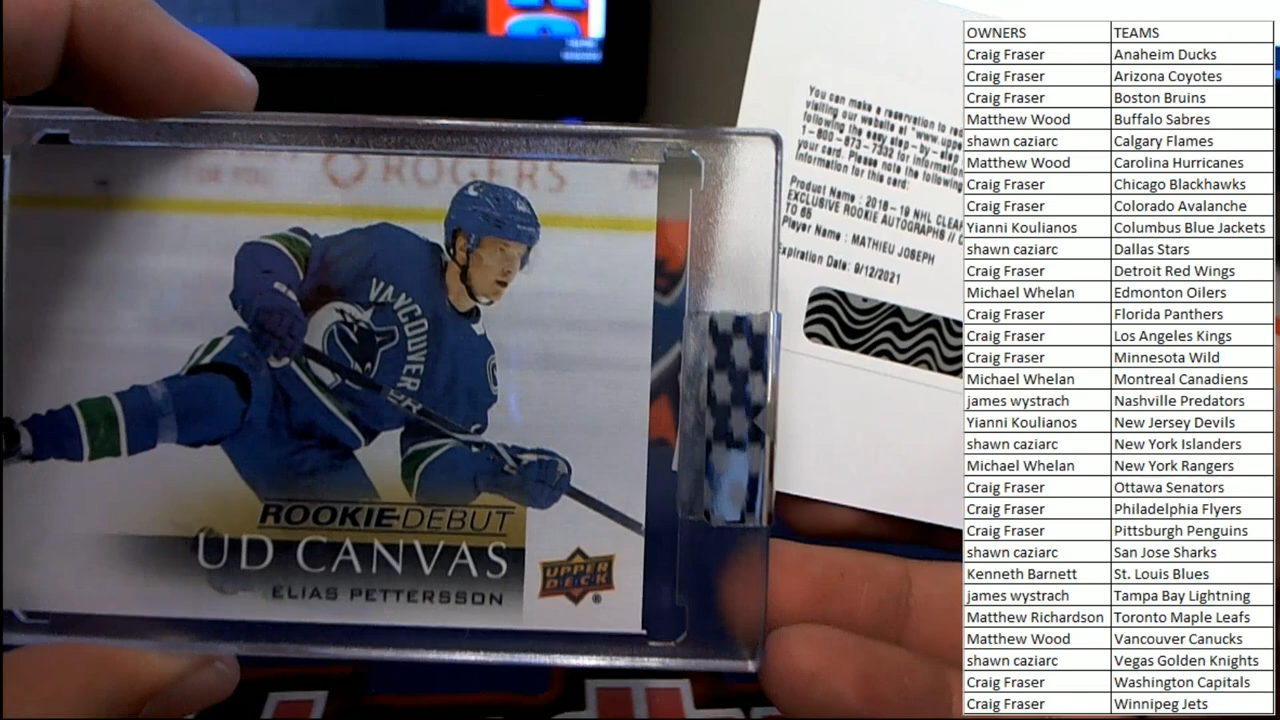 ROGERS
VANCOUVER
C
ROOKIE DEBUT
UD CANVAS
ELIAS PETTERSSON
UPPER
DECK
®
You can make a reservation to
visiting our website at "www
following the easy step-by-step
1-800-873-7332 for information
your card. Please note the following
information for this card:
Product Name : 2018-19 NHL CLEAR
EXCLUSIVE ROOKIE AUTOGRAPHS //
TO 65
Player Name : MATHIEU JOSEPH
Expiration Date: 9/12/2021
OWNERS TEAMS
Craig Fraser Anaheim Ducks
Craig Fraser Arizona Coyotes
Craig Fraser Boston Bruins
Matthew Wood Buffalo Sabres
shawn caziarc Calgary Flames
Matthew Wood Carolina Hurricanes
Craig Fraser Chicago Blackhawks
Craig Fraser Colorado Avalanche
Yianni Koulianos Columbus Blue Jackets
shawn caziarc Dallas Stars
Craig Fraser Detroit Red Wings
Michael Whelan Edmonton Oilers
Craig Fraser Florida Panthers
Craig Fraser Los Angeles Kings
Craig Fraser Minnesota Wild
Michael Whelan Montreal Canadiens
james wystrach Nashville Predators
Yianni Koulianos New Jersey Devils
shawn caziarc New York Islanders
Michael Whelan New York Rangers
Craig Fraser Ottawa Senators
Craig Fraser Philadelphia Flyers
Craig Fraser Pittsburgh Penguins
shawn caziarc San Jose Sharks
Kenneth Barnett St. Louis Blues
james wystrach Tampa Bay Lightning
Matthew Richardson Toronto Maple Leafs
Matthew Wood Vancouver Canucks
shawn caziarc Vegas Golden Knights
Craig Fraser Washington Capitals
Craig Fraser Winnipeg Jets